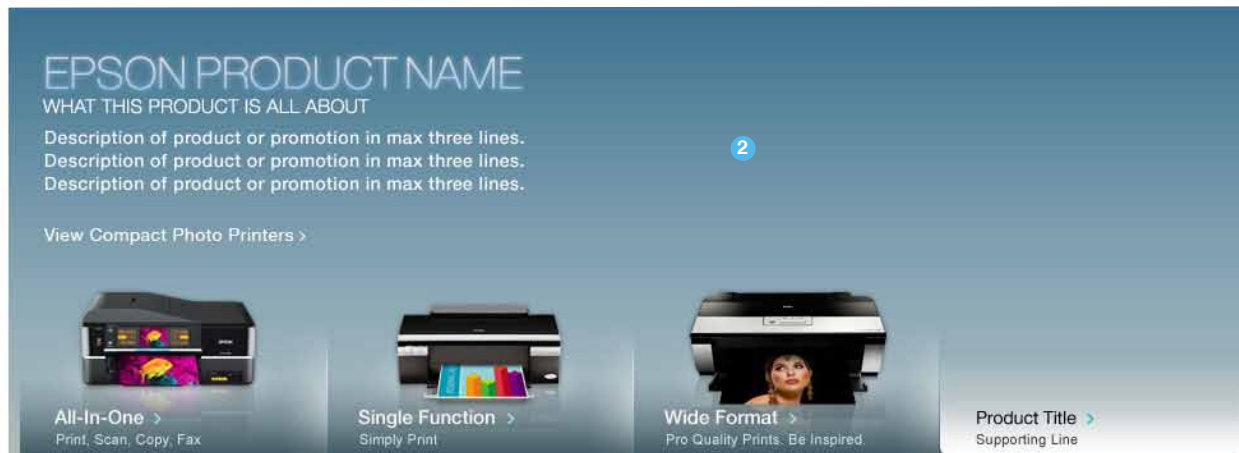 EPSON PRODUCT NAME
WHAT THIS PRODUCT IS ALL ABOUT
Description of product or promotion in max three lines.
Description of product or promotion in max three lines.
Description of product or promotion in max three lines.
2
View Compact Photo Printers >
All-In-One >
Print, Scan, Copy, Fax
Single Function >
Simply Print
Wide Format >
Pro Quality Prints. Be Inspired.
Product Title >
Supporting Line